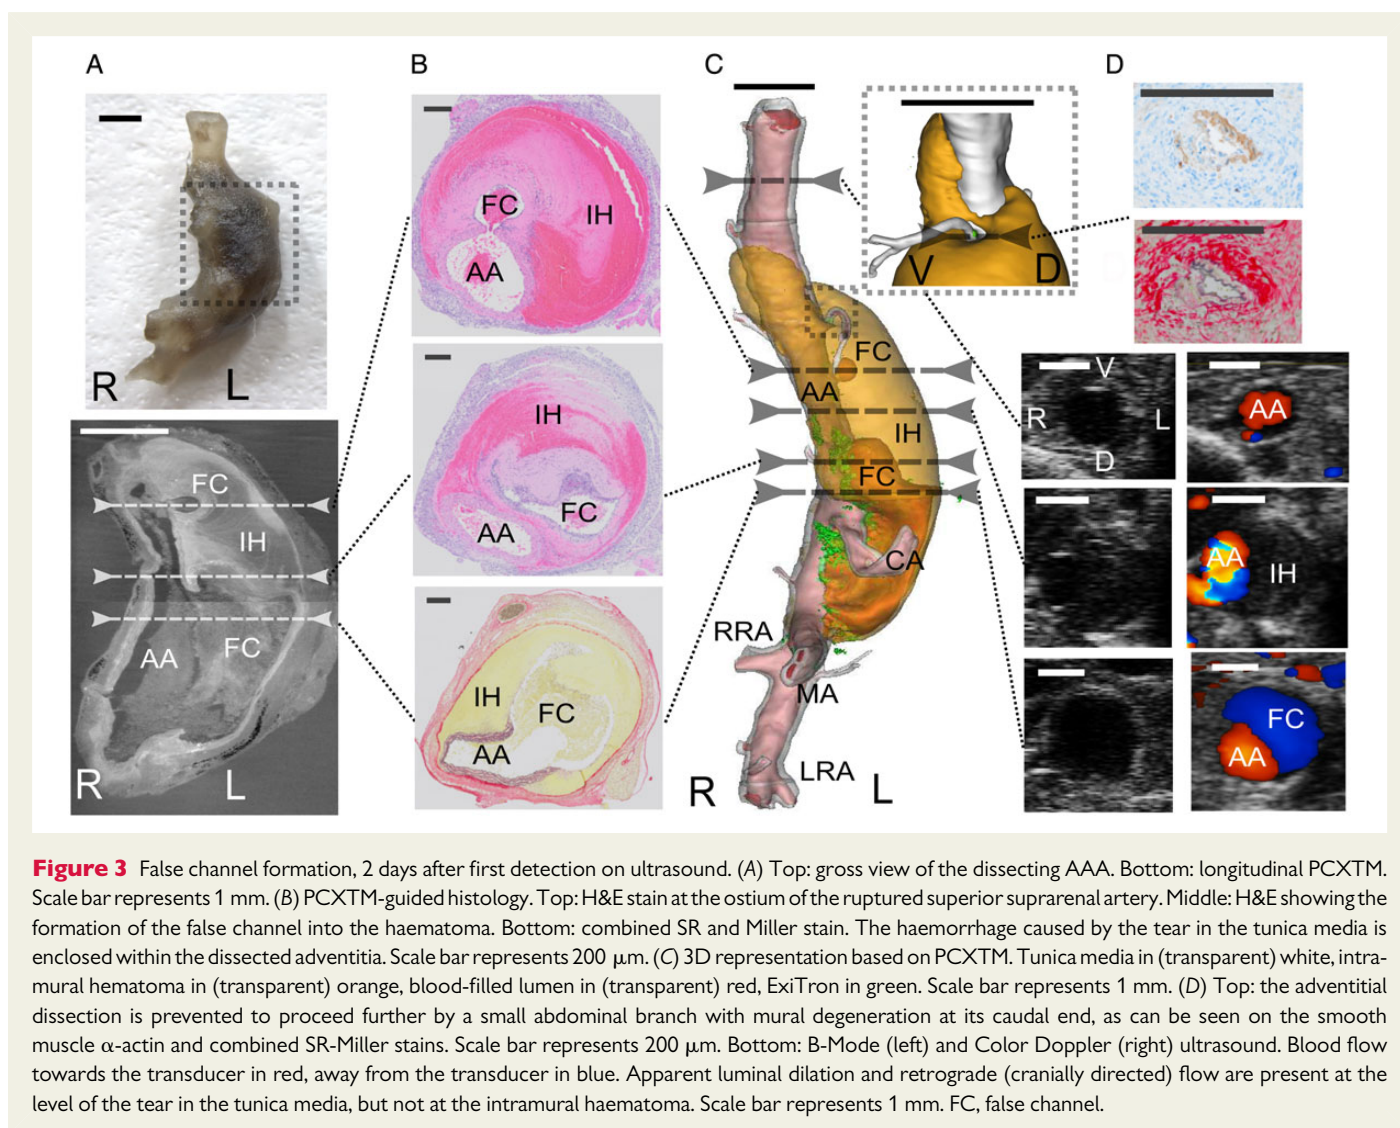 A
B
C
D
R
L
FC
IH
AA
FC
R
L
FC
IH
AA
IH
AA
FC
IH
FC
AA
FC
AA
IH
FC
CA
RRA
MA
LRA
R
L
V
D
V
R
L
D
AA
AA
IH
FC
AA
Figure 3 False channel formation, 2 days after first detection on ultrasound. (A) Top: gross view of the dissecting AAA. Bottom: longitudinal PCXTM.
Scale bar represents 1 mm. (B) PCXTM-guided histology. Top: H&E stain at the ostium of the ruptured superior suprarenal artery. Middle: H&E showing the
formation of the false channel into the haematoma. Bottom: combined SR and Miller stain. The haemorrhage caused by the tear in the tunica media is
enclosed within the dissected adventitia. Scale bar represents 200 μm. (C) 3D representation based on PCXTM. Tunica media in (transparent) white, intra-
mural hematoma in (transparent) orange, blood-filled lumen in (transparent) red, ExiTron in green. Scale bar represents 1 mm. (D) Top: the adventitial
dissection is prevented to proceed further by a small abdominal branch with mural degeneration at its caudal end, as can be seen on the smooth
muscle α-actin and combined SR-Miller stains. Scale bar represents 200 μm. Bottom: B-Mode (left) and Color Doppler (right) ultrasound. Blood flow
towards the transducer in red, away from the transducer in blue. Apparent luminal dilation and retrograde (cranially directed) flow are present at the
level of the tear in the tunica media, but not at the intramural haematoma. Scale bar represents 1 mm. FC, false channel.